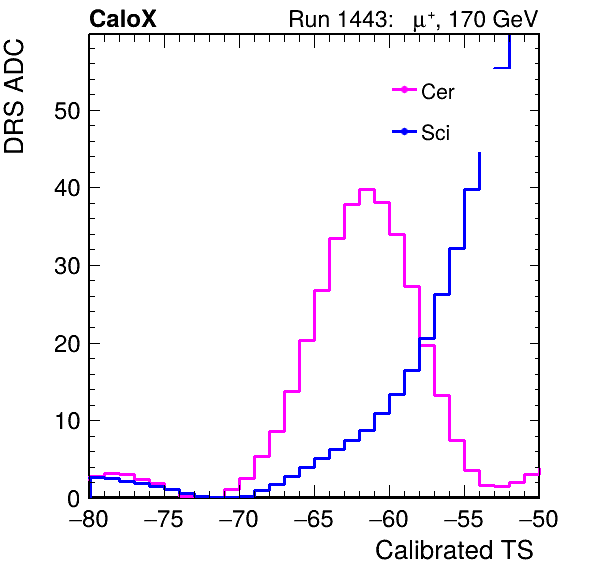 CaloX Run 1443: μ⁺, 170 GeV
DRS ADC
Cer
Sci
50
40
30
20
10
0
−80 −75 −70 −65 −60 −55 −50
Calibrated TS